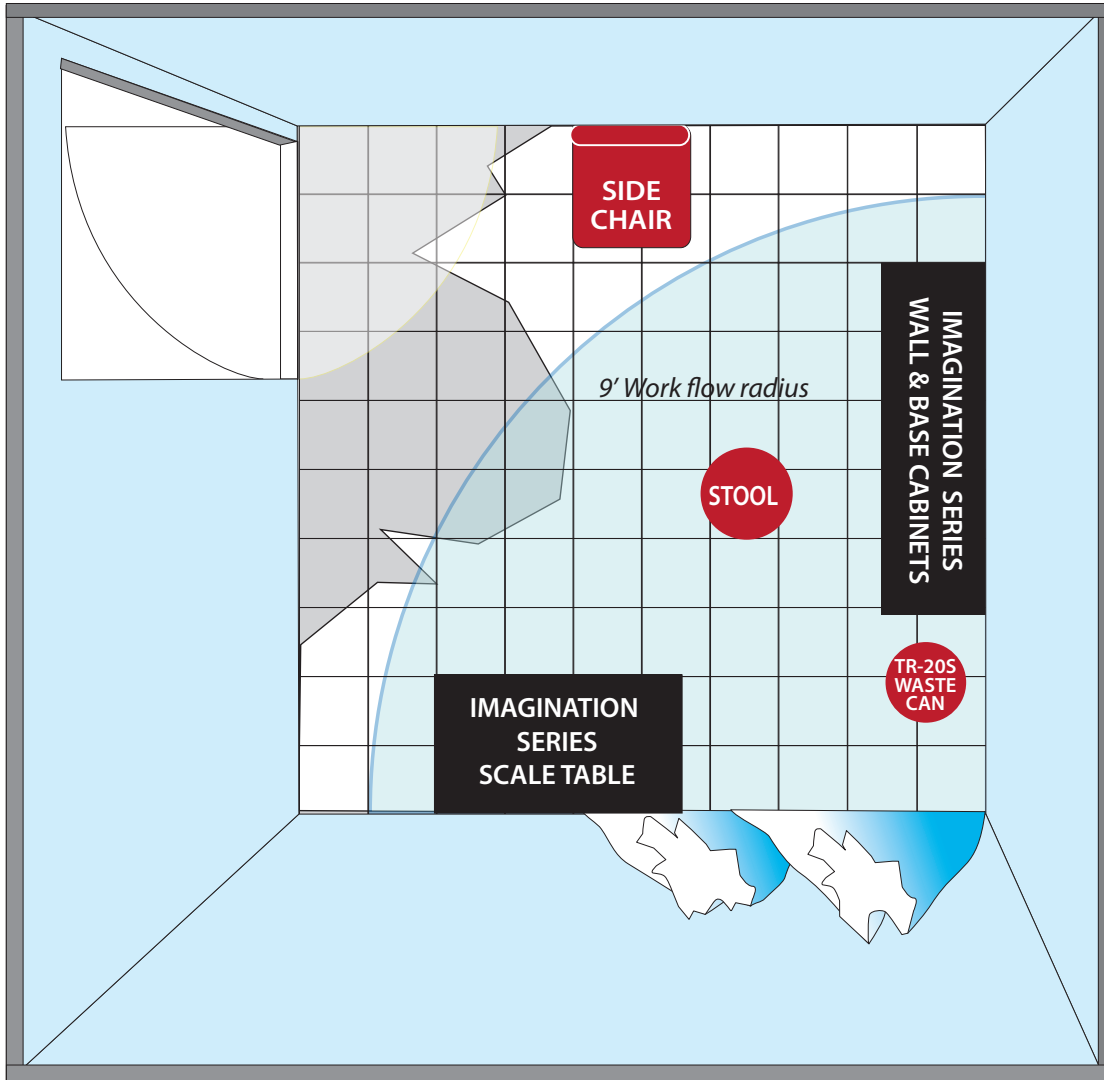 SIDE
CHAIR
9' Work flow radius
IMAGINATION SERIES
WALL & BASE CABINETS
STOOL
TR-20S
WASTE
CAN
IMAGINATION
SERIES
SCALE TABLE